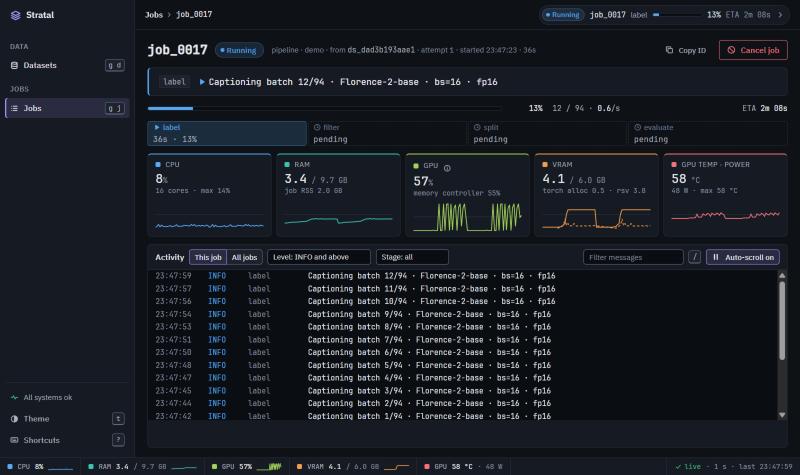 Stratal
Jobs › job_0017
Running job_0017 label 13% ETA 2m 08s
DATA
Datasets g d
JOBS
Jobs g j
job_0017 Running pipeline · demo · from ds_dad3b193aae1 · attempt 1 · started 23:47:23 · 36s
Copy ID
Cancel job
label Captioning batch 12/94 · Florence-2-base · bs=16 · fp16
13% 12 / 94 · 0.6/s ETA 2m 08s
label
36s · 13%
filter
pending
split
pending
evaluate
pending
CPU
8%
16 cores · max 14%
RAM
3.4 / 9.7 GB
job RSS 2.0 GB
GPU
57%
memory controller 55%
VRAM
4.1 / 6.0 GB
torch alloc 0.5 · rsv 3.8
GPU TEMP · POWER
58 °C
48 W · max 58 °C
Activity This job All jobs Level: INFO and above Stage: all Filter messages / Auto-scroll on
23:47:59 INFO label Captioning batch 12/94 · Florence-2-base · bs=16 · fp16
23:47:57 INFO label Captioning batch 11/94 · Florence-2-base · bs=16 · fp16
23:47:56 INFO label Captioning batch 10/94 · Florence-2-base · bs=16 · fp16
23:47:54 INFO label Captioning batch 9/94 · Florence-2-base · bs=16 · fp16
23:47:53 INFO label Captioning batch 8/94 · Florence-2-base · bs=16 · fp16
23:47:51 INFO label Captioning batch 7/94 · Florence-2-base · bs=16 · fp16
23:47:50 INFO label Captioning batch 6/94 · Florence-2-base · bs=16 · fp16
23:47:48 INFO label Captioning batch 5/94 · Florence-2-base · bs=16 · fp16
23:47:47 INFO label Captioning batch 4/94 · Florence-2-base · bs=16 · fp16
23:47:45 INFO label Captioning batch 3/94 · Florence-2-base · bs=16 · fp16
23:47:44 INFO label Captioning batch 2/94 · Florence-2-base · bs=16 · fp16
23:47:42 INFO label Captioning batch 1/94 · Florence-2-base · bs=16 · fp16
All systems ok
Theme t
Shortcuts ?
CPU 8% RAM 3.4 / 9.7 GB GPU 57% VRAM 4.1 / 6.0 GB GPU 58 °C · 48 W live · 1 s · last 23:47:59